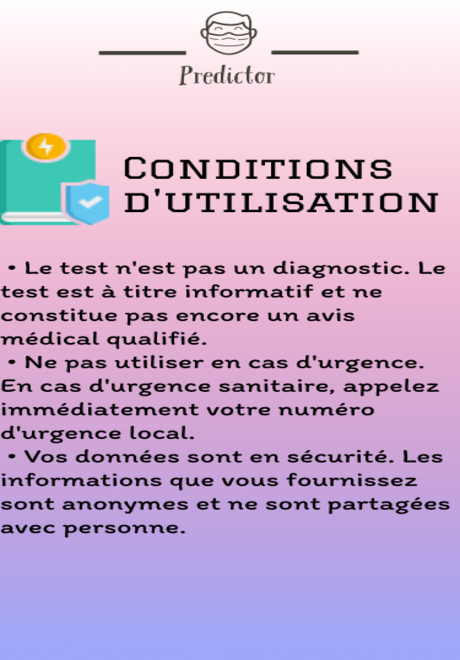 Predictor
CONDITIONS
D'UTILISATION
• Le test n'est pas un diagnostic. Le
test est à titre informatif et ne
constitue pas encore un avis
médical qualifié.
• Ne pas utiliser en cas d'urgence.
En cas d'urgence sanitaire, appelez
immédiatement votre numéro
d'urgence local.
• Vos données sont en sécurité. Les
informations que vous fournissez
sont anonymes et ne sont partagées
avec personne.